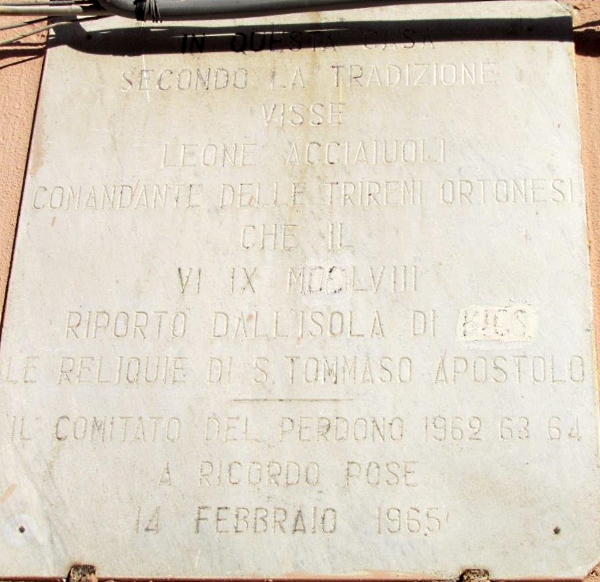 IN QUESTA CASA
SECONDO LA TRADIZIONE
VISSE
LEONE ACCIAIUOLI
COMANDANTE DELLE TRIREMI ORTONESI
CHE IL
VI IX MCCLVIII
RIPORTO DALL'ISOLA DI KIOS
LE RELIQUIE DI S. TOMMASO APOSTOLO
IL COMITATO DEL PERDONO 1962 63 64
A RICORDO POSE
14 FEBBRAIO 1965